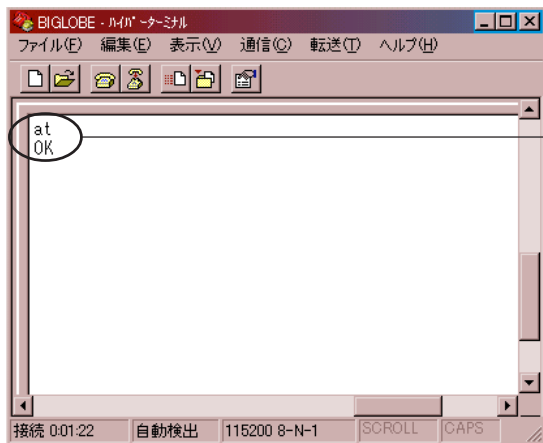 BIGLOBE - ﾊｲﾊﾟｰﾀｰﾐﾅﾙ
ファイル(F) 編集(E) 表示(V) 通信(C) 転送(T) ヘルプ(H)
at
OK
接続 0:01:22 自動検出 115200 8-N-1 SCROLL CAPS